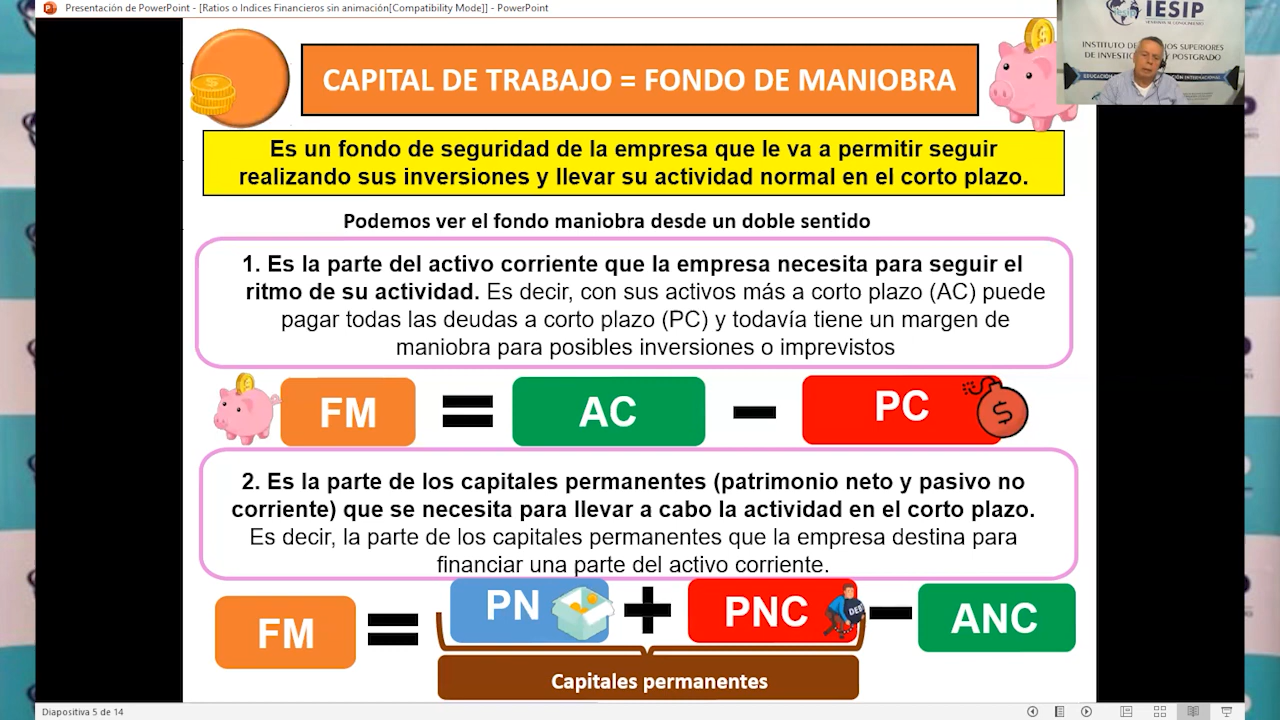 Presentación de PowerPoint - [Ratios o Indices Financieros sin animación[Compatibility Mode]] - PowerPoint
IESIP
INSTITUTO DE
SUPERIORES
DE INVESTI
POSTGRADO
CAPITAL DE TRABAJO = FONDO DE MANIOBRA
Es un fondo de seguridad de la empresa que le va a permitir seguir
realizando sus inversiones y llevar su actividad normal en el corto plazo.
Podemos ver el fondo maniobra desde un doble sentido
1. Es la parte del activo corriente que la empresa necesita para seguir el
ritmo de su actividad. Es decir, con sus activos más a corto plazo (AC) puede
pagar todas las deudas a corto plazo (PC) y todavía tiene un margen de
maniobra para posibles inversiones o imprevistos
FM = AC - PC
2. Es la parte de los capitales permanentes (patrimonio neto y pasivo no
corriente) que se necesita para llevar a cabo la actividad en el corto plazo.
Es decir, la parte de los capitales permanentes que la empresa destina para
financiar una parte del activo corriente.
FM = PN + PNC - ANC
Capitales permanentes
Diapositiva 5 de 14